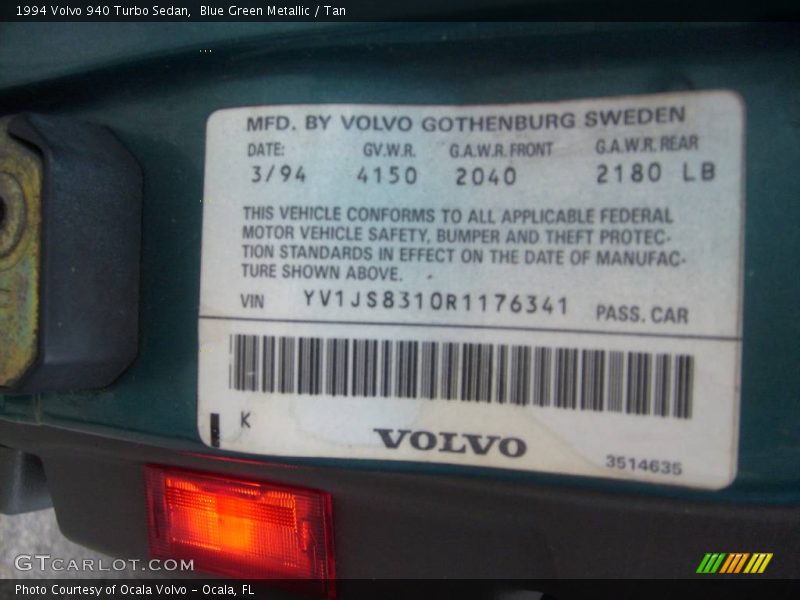 1994 Volvo 940 Turbo Sedan,  Blue Green Metallic / Tan
MFD. BY VOLVO GOTHENBURG SWEDEN
DATE: GV.W.R. G.A.W.R. FRONT G.A.W.R. REAR
3/94 4150 2040 2180 LB
THIS VEHICLE CONFORMS TO ALL APPLICABLE FEDERAL
MOTOR VEHICLE SAFETY, BUMPER AND THEFT PROTEC-
TION STANDARDS IN EFFECT ON THE DATE OF MANUFAC-
TURE SHOWN ABOVE.
VIN YV1JS8310R1176341 PASS. CAR
K
VOLVO
3514635
GTCARLOT.COM
Photo Courtesy of Ocala Volvo - Ocala, FL